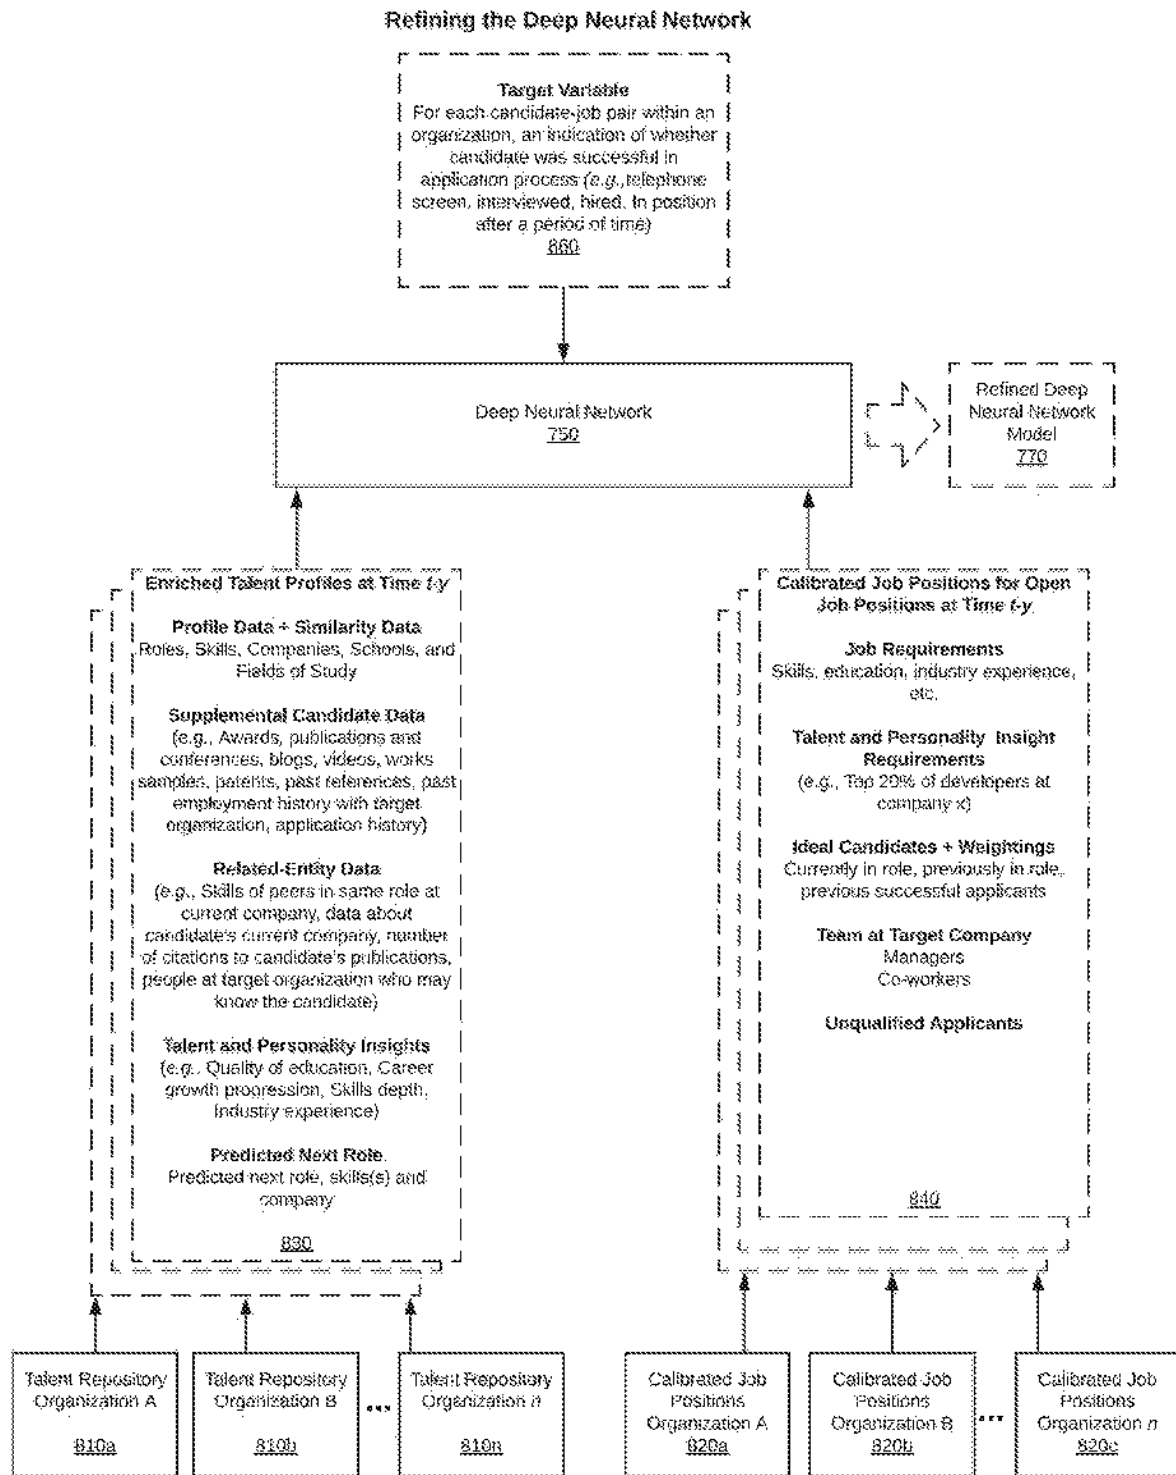 Refining the Deep Neural Network
Target Variable
For each candidate-job pair within an
organization, an indication of whether
candidate was successful in
application process (e.g., telephone
screen, interviewed, hired. In position
after a period of time)
860
Deep Neural Network
750
Refined Deep
Neural Network
Model
770
Enriched Talent Profiles at Time t-y
Profile Data + Similarity Data
Roles, Skills, Companies, Schools, and
Fields of Study
Supplemental Candidate Data
(e.g., Awards, publications and
conferences, blogs, videos, works
samples, patents, past references, past
employment history with target
organization, application history)
Related-Entity Data
(e.g., Skills of peers in same role at
current company, data about
candidate's current company, number
of citations to candidate's publications,
people at target organization who may
know the candidate)
Talent and Personality Insights
(e.g., Quality of education, Career
growth progression, Skills depth,
Industry experience)
Predicted Next Role.
Predicted next role, skills(s) and
company
830
Calibrated Job Positions for Open
Job Positions at Time t-y
Job Requirements
Skills, education, industry experience,
etc.
Talent and Personality Insight
Requirements
(e.g., Top 20% of developers at
company x)
Ideal Candidates + Weightings
Currently in role, previously in role,
previous successful applicants
Team at Target Company
Managers
Co-workers
Unqualified Applicants
840
Talent Repository
Organization A
810a
Talent Repository
Organization B
810b
...
Talent Repository
Organization n
810n
Calibrated Job
Positions
Organization A
820a
Calibrated Job
Positions
Organization B
820b
...
Calibrated Job
Positions
Organization n
820c